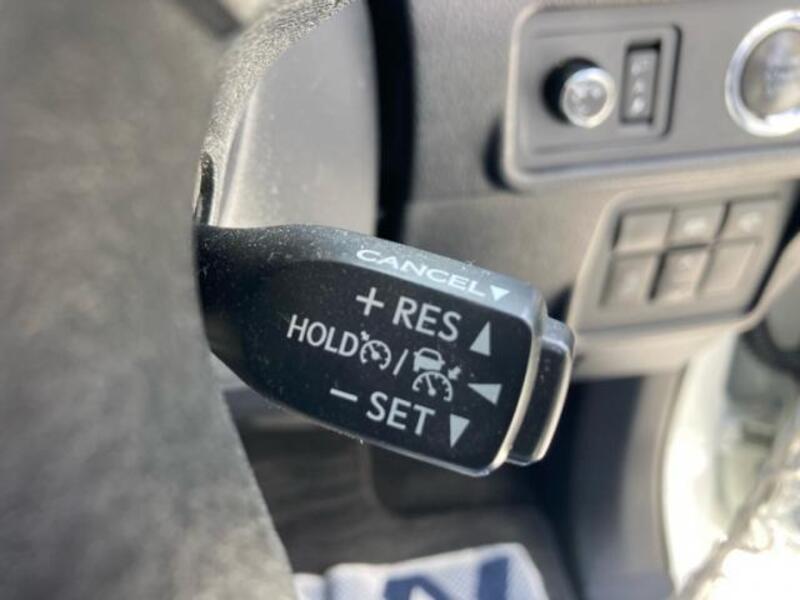 CANCEL▼
+ RES ▲
HOLD /
− SET ▼